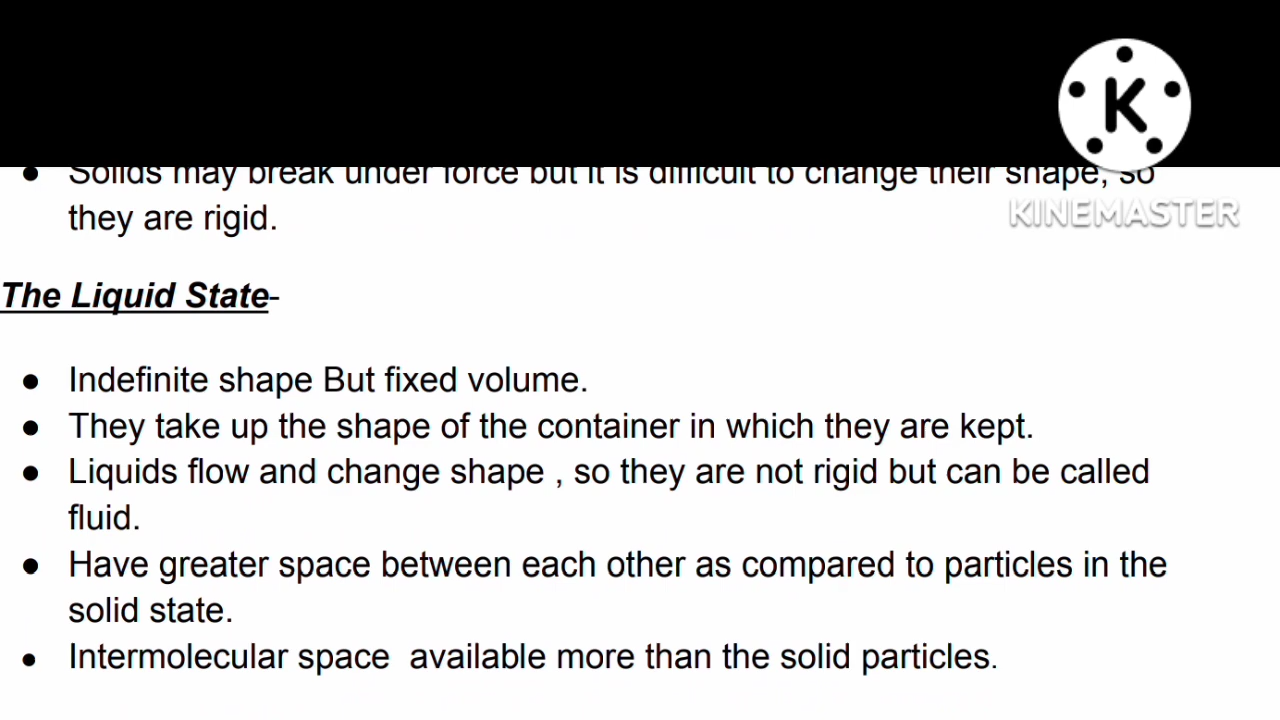 K
Solids may break under force but it is difficult to change their shape, so
KINEMASTER
they are rigid.
The Liquid State-
● Indefinite shape But fixed volume.
● They take up the shape of the container in which they are kept.
● Liquids flow and change shape , so they are not rigid but can be called
fluid.
● Have greater space between each other as compared to particles in the
solid state.
● Intermolecular space  available more than the solid particles.